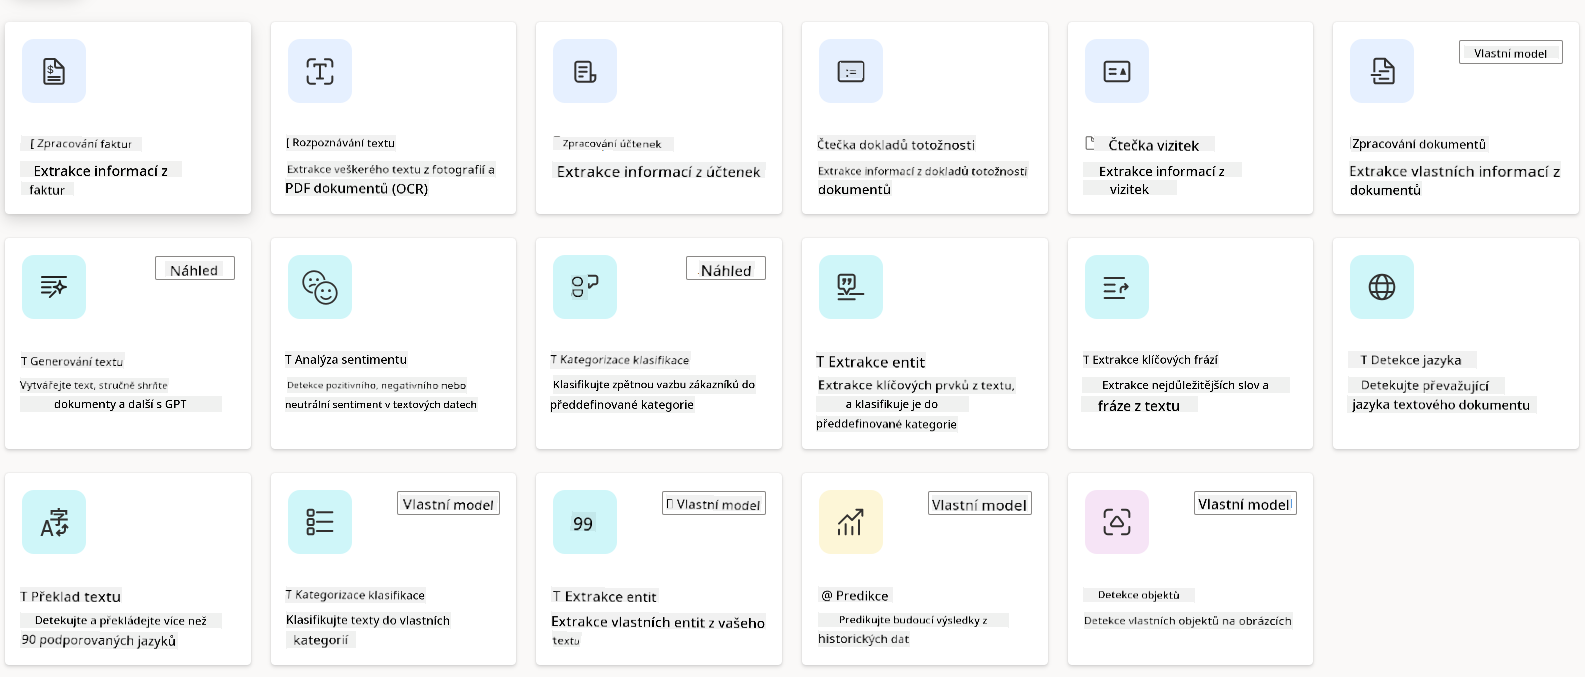 Vlastní model
[ Zpracování faktur
Extrakce informací z
faktur
[ Rozpoznávání textu
Extrakce veškerého textu z fotografií a
PDF dokumentů (OCR)
Zpracování účtenek
Extrakce informací z účtenek
Čtečka dokladů totožnosti
Extrakce informací z dokladů totožnosti
dokumentů
Čtečka vizitek
Extrakce informací z
vizitek
Zpracování dokumentů
Extrakce vlastních informací z
dokumentů
Náhled
T Generování textu
Vytvářejte text, stručně shrňte
dokumenty a další s GPT
T Analýza sentimentu
Detekce pozitivního, negativního nebo
neutrální sentiment v textových datech
Náhled
T Kategorizace klasifikace
Klasifikujte zpětnou vazbu zákazníků do
předdefinované kategorie
T Extrakce entit
Extrakce klíčových prvků z textu,
a klasifikuje je do
předdefinované kategorie
T Extrakce klíčových frází
Extrakce nejdůležitějších slov a
fráze z textu
T Detekce jazyka
Detekujte převažující
jazyka textového dokumentu
T Překlad textu
Detekujte a překládejte více než
90 podporovaných jazyků
Vlastní model
T Kategorizace klasifikace
Klasifikujte texty do vlastních
kategorií
Vlastní model
99
T Extrakce entit
Extrakce vlastních entit z vašeho
textu
Vlastní model
@ Predikce
Predikujte budoucí výsledky z
historických dat
Vlastní model
Detekce objektů
Detekce vlastních objektů na obrázcích